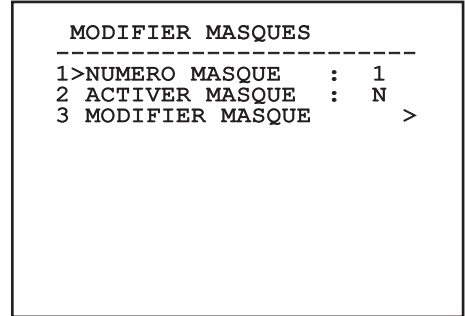 MODIFIER MASQUES
------------------------
1>NUMERO MASQUE : 1
2 ACTIVER MASQUE : N
3 MODIFIER MASQUE >